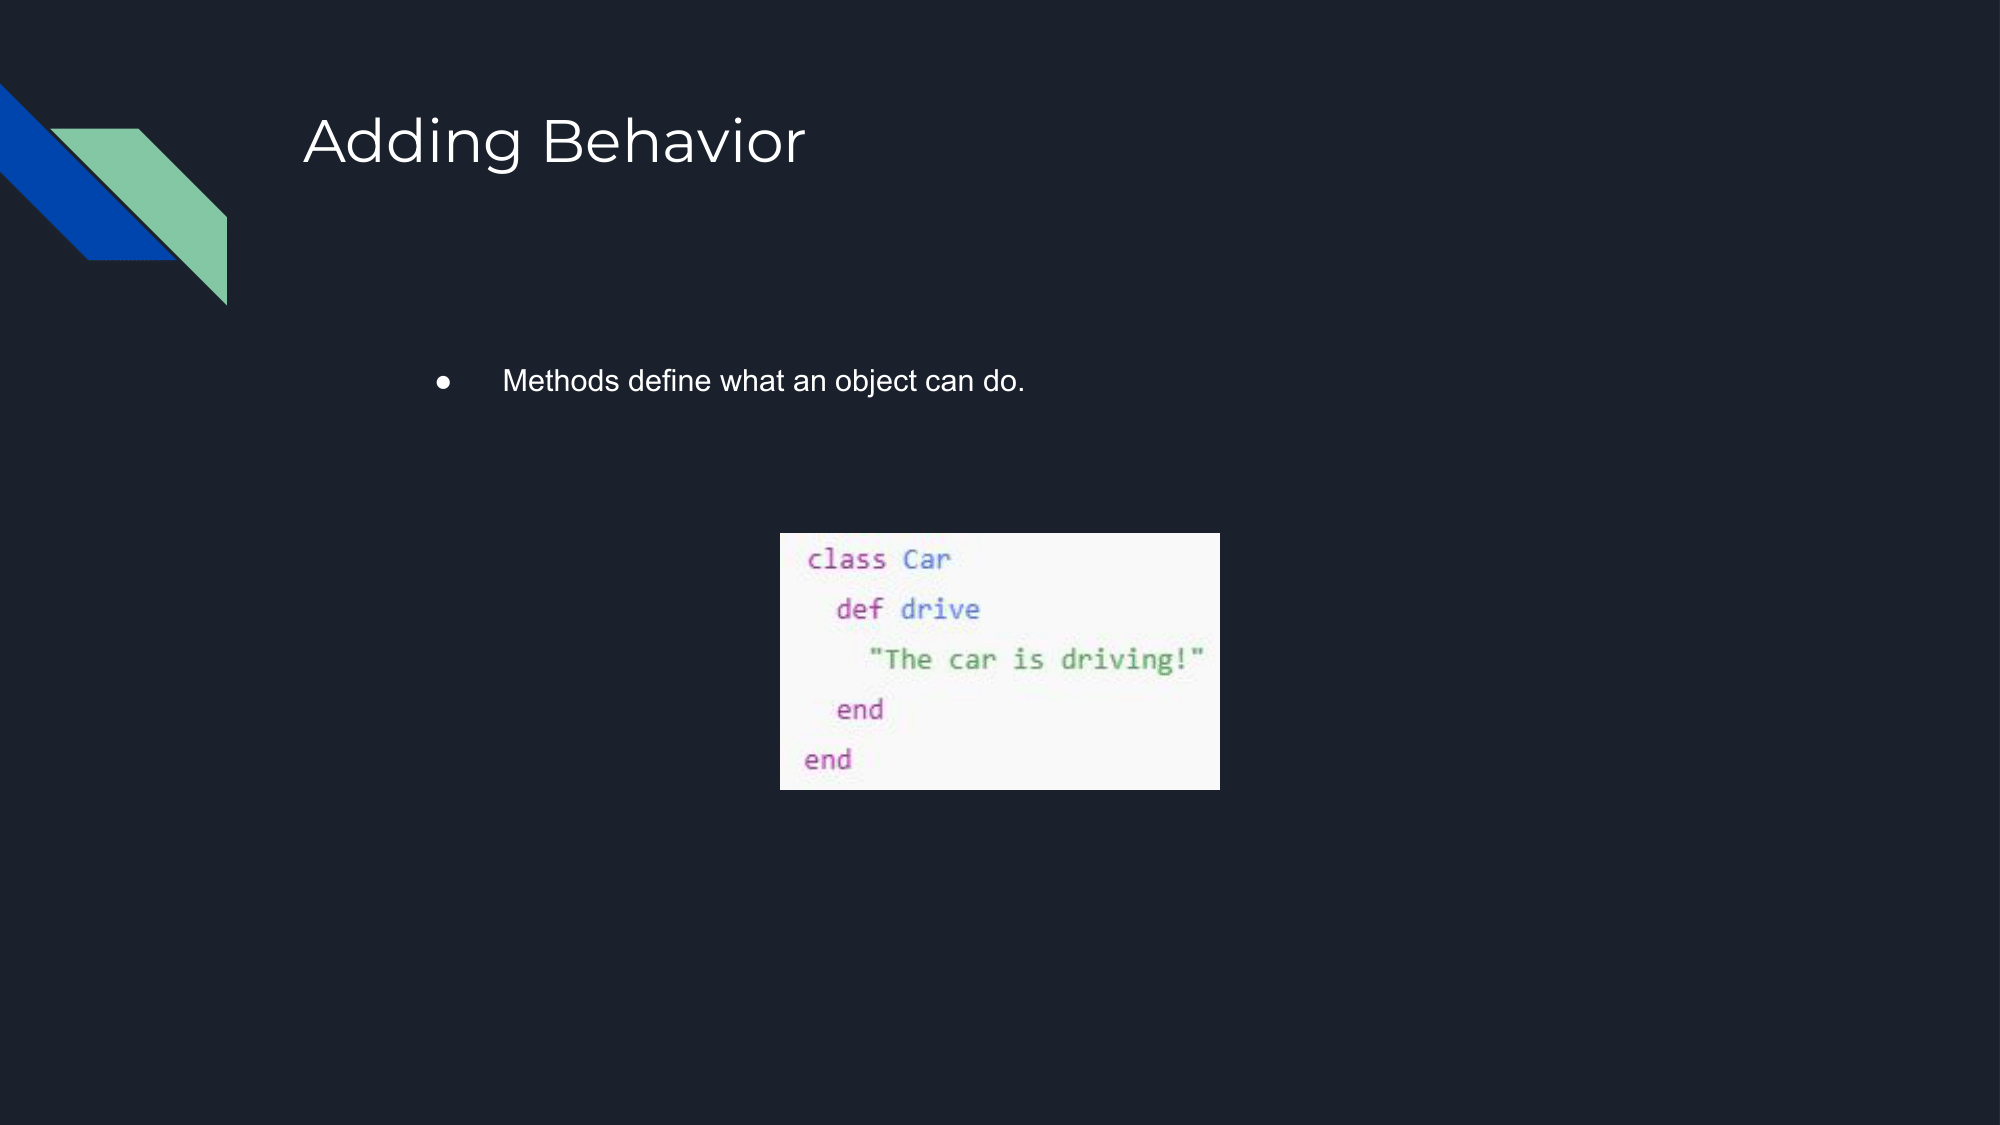 Adding Behavior
● Methods define what an object can do.
class Car
  def drive
    "The car is driving!"
  end
end